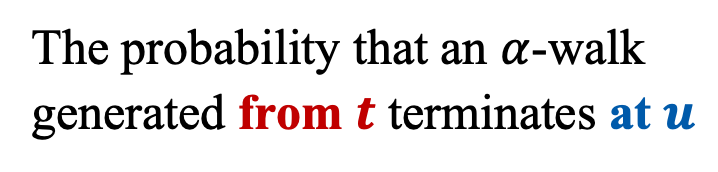 The probability that an α-walk
generated from t terminates at u